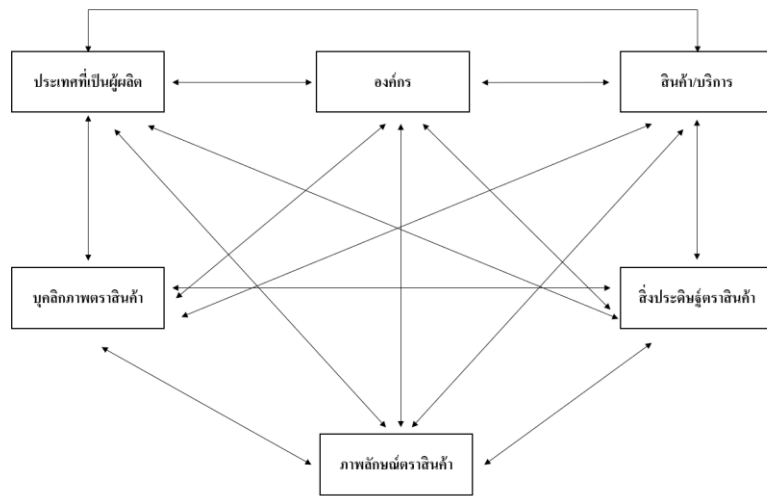 ประเทศที่เป็นผู้ผลิต
องค์กร
สินค้า/บริการ
บุคลิกภาพตราสินค้า
สิ่งประดิษฐ์ตราสินค้า
ภาพลักษณ์ตราสินค้า